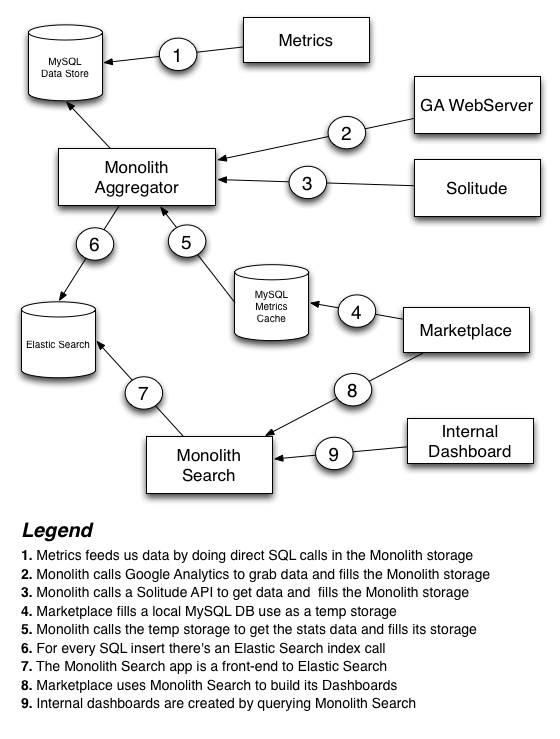 MySQL
Data Store
1
Metrics
GA WebServer
2
Monolith
Aggregator
3
Solitude
6
5
MySQL
Metrics
Cache
4
Marketplace
Elastic Search
7
8
Monolith
Search
9
Internal
Dashboard
Legend
1. Metrics feeds us data by doing direct SQL calls in the Monolith storage
2. Monolith calls Google Analytics to grab data and fills the Monolith storage
3. Monolith calls a Solitude API to get data and  fills the Monolith storage
4. Marketplace fills a local MySQL DB use as a temp storage
5. Monolith calls the temp storage to get the stats data and fills its storage
6. For every SQL insert there's an Elastic Search index call
7. The Monolith Search app is a front-end to Elastic Search
8. Marketplace uses Monolith Search to build its Dashboards
9. Internal dashboards are created by querying Monolith Search